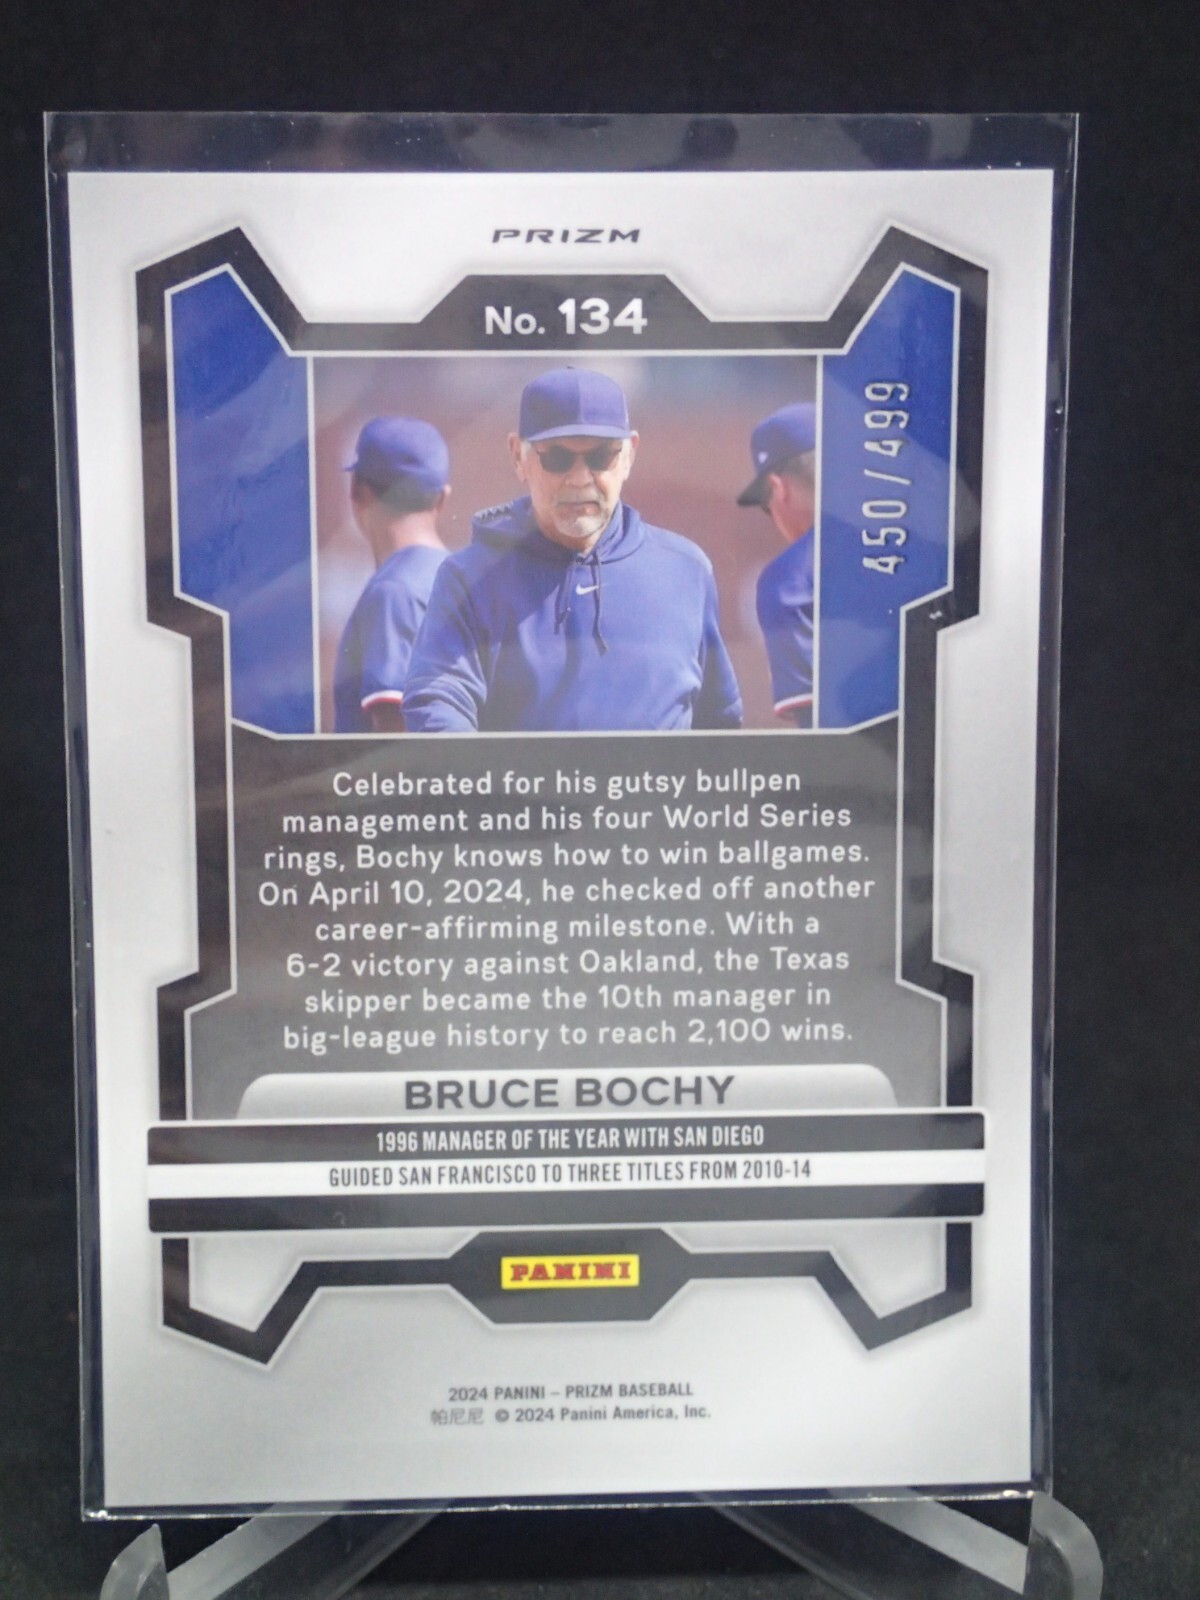 PRIZM
No. 134
450/499
Celebrated for his gutsy bullpen
management and his four World Series
rings, Bochy knows how to win ballgames.
On April 10, 2024, he checked off another
career-affirming milestone. With a
6-2 victory against Oakland, the Texas
skipper became the 10th manager in
big-league history to reach 2,100 wins.
BRUCE BOCHY
1996 MANAGER OF THE YEAR WITH SAN DIEGO
GUIDED SAN FRANCISCO TO THREE TITLES FROM 2010-14
PANINI
2024 PANINI – PRIZM BASEBALL
帕尼尼 © 2024 Panini America, Inc.